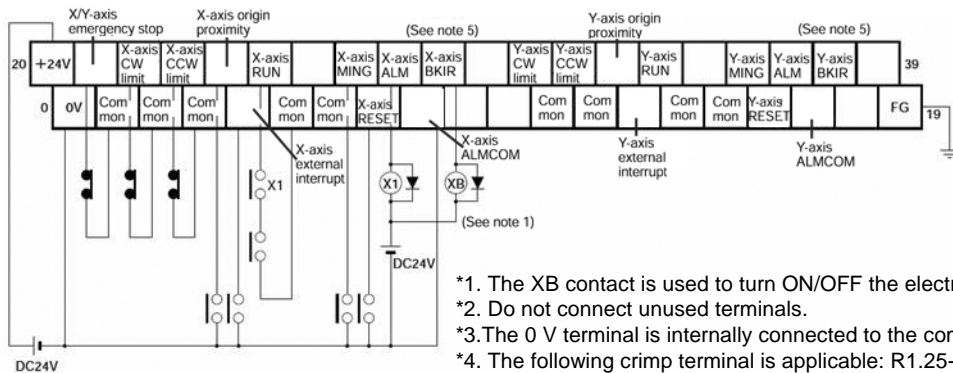 X/Y-axis
emergency stop
X-axis origin
proximity
(See note 5)
Y-axis origin
proximity
(See note 5)
20
+24V
X-axis
CW
limit
X-axis
CCW
limit
X-axis
RUN
X-axis
MING
X-axis
ALM
X-axis
BKIR
Y-axis
CW
limit
Y-axis
CCW
limit
Y-axis
RUN
Y-axis
MING
Y-axis
ALM
Y-axis
BKIR
39
0
0V
Com
mon
Com
mon
Com
mon
Com
mon
Com
mon
X-axis
RESET
Com
mon
Com
mon
Com
mon
Com
mon
Y-axis
RESET
FG
19
X-axis
external
interrupt
X-axis
ALMCOM
Y-axis
external
interrupt
Y-axis
ALMCOM
X1
X1
XB
(See note 1)
DC24V
DC24V
*1. The XB contact is used to turn ON/OFF the electr
*2. Do not connect unused terminals.
*3.The 0 V terminal is internally connected to the cor
*4. The following crimp terminal is applicable: R1.25-